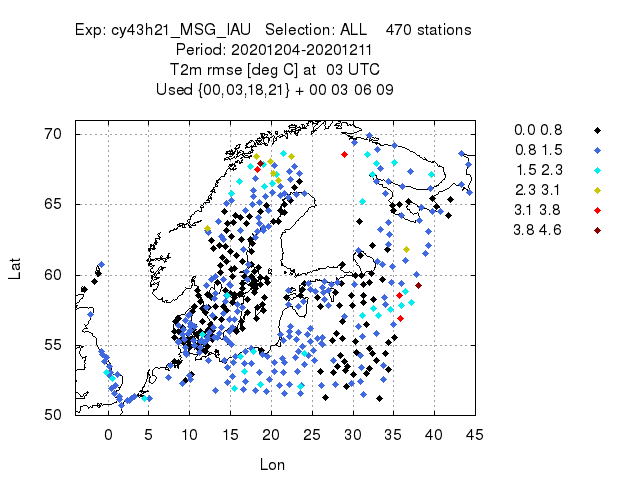 Exp: cy43h21_MSG_IAU Selection: ALL 470 stations
Period: 20201204-20201211
T2m rmse [deg C] at 03 UTC
Used {00,03,18,21} + 00 03 06 09
70
65
60
55
50
Lat
0 5 10 15 20 25 30 35 40 45
Lon
0.0 0.8
0.8 1.5
1.5 2.3
2.3 3.1
3.1 3.8
3.8 4.6